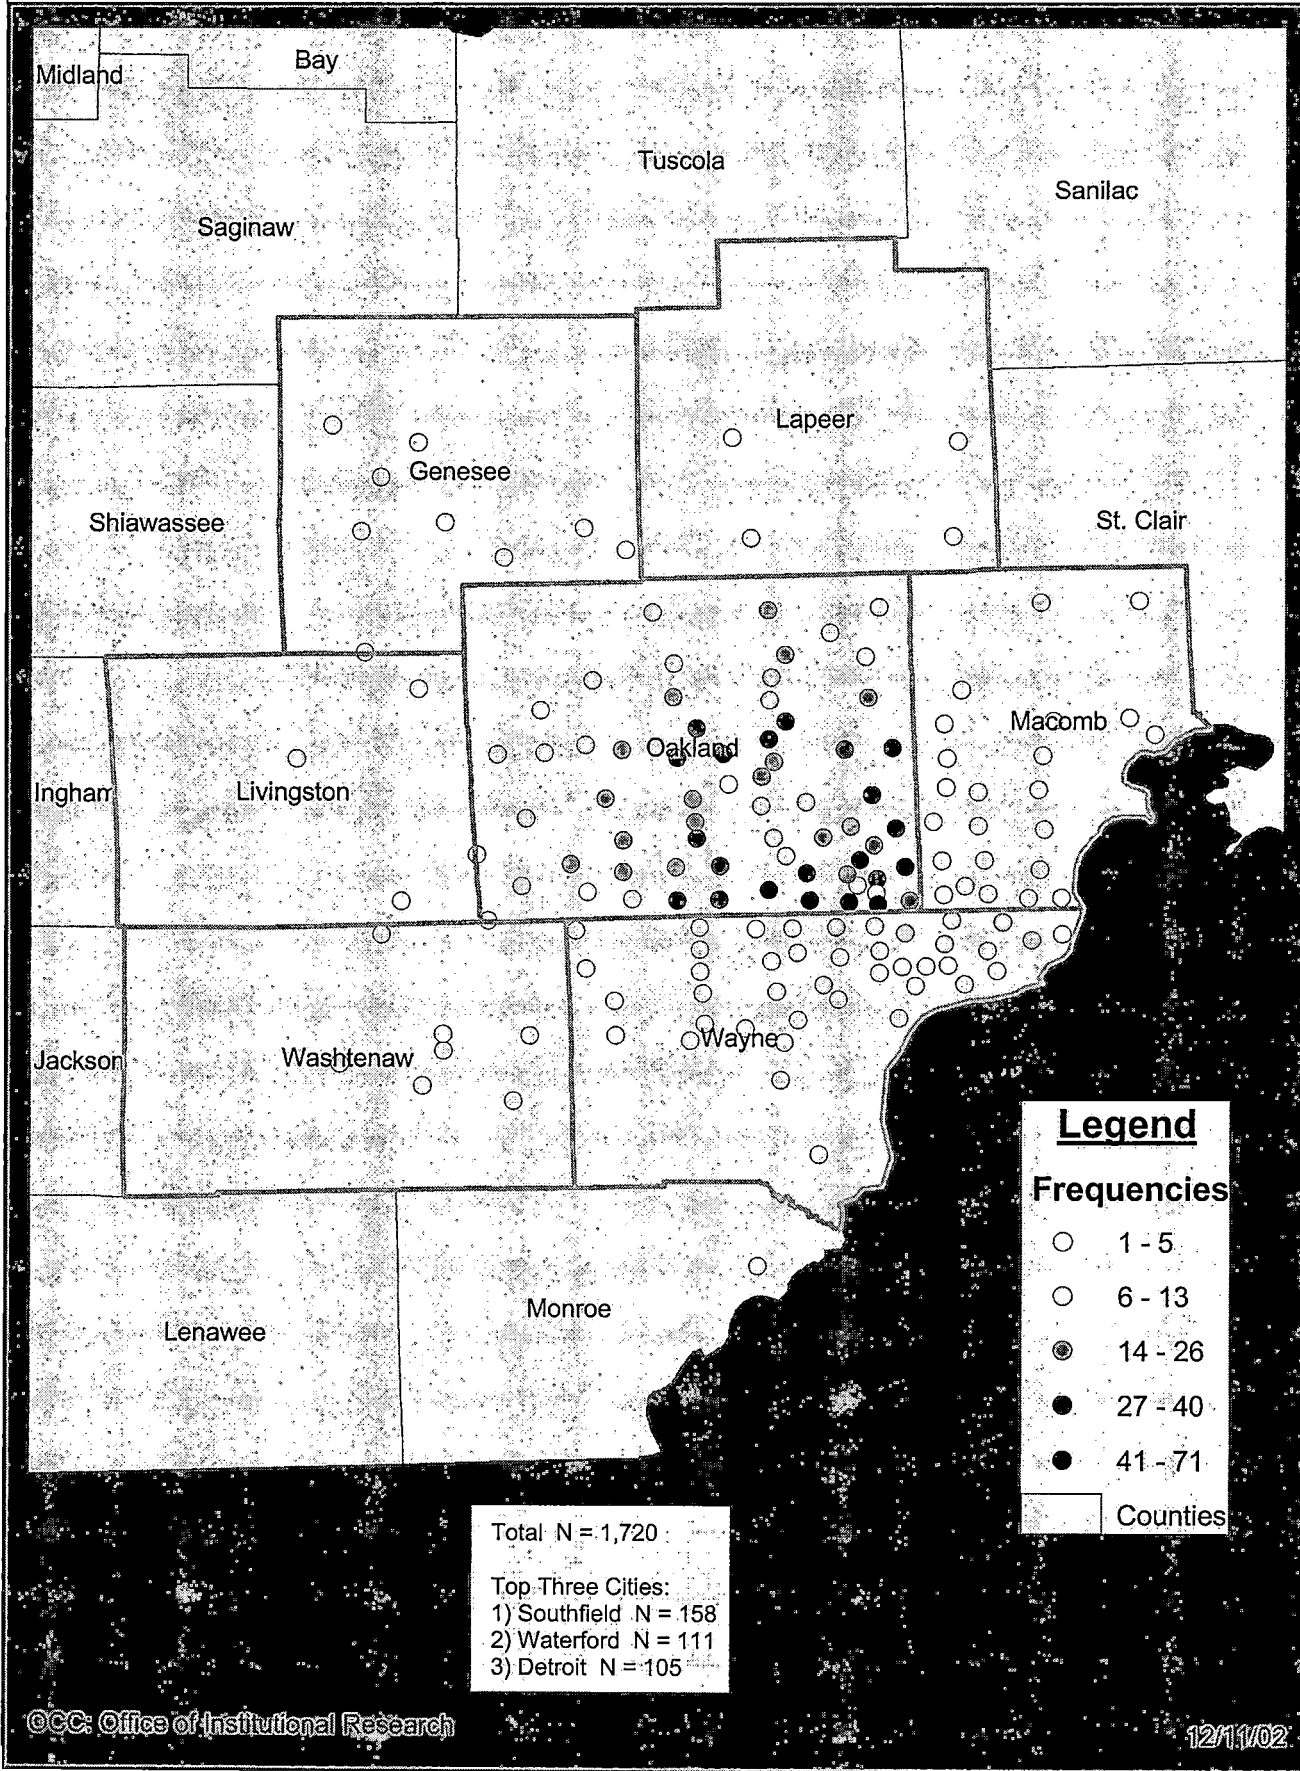 Midland
Bay
Tuscola
Sanilac
Saginaw
Lapeer
Genesee
Shiawassee
St. Clair
Macomb
Oakland
Ingham
Livingston
Jackson
Washtenaw
Wayne
Legend
Frequencies
1 - 5
6 - 13
14 - 26
27 - 40
41 - 71
Counties
Monroe
Lenawee
Total N = 1,720
Top Three Cities:
1) Southfield N = 158
2) Waterford N = 111
3) Detroit N = 105
OCC: Office of Institutional Research
12/11/02